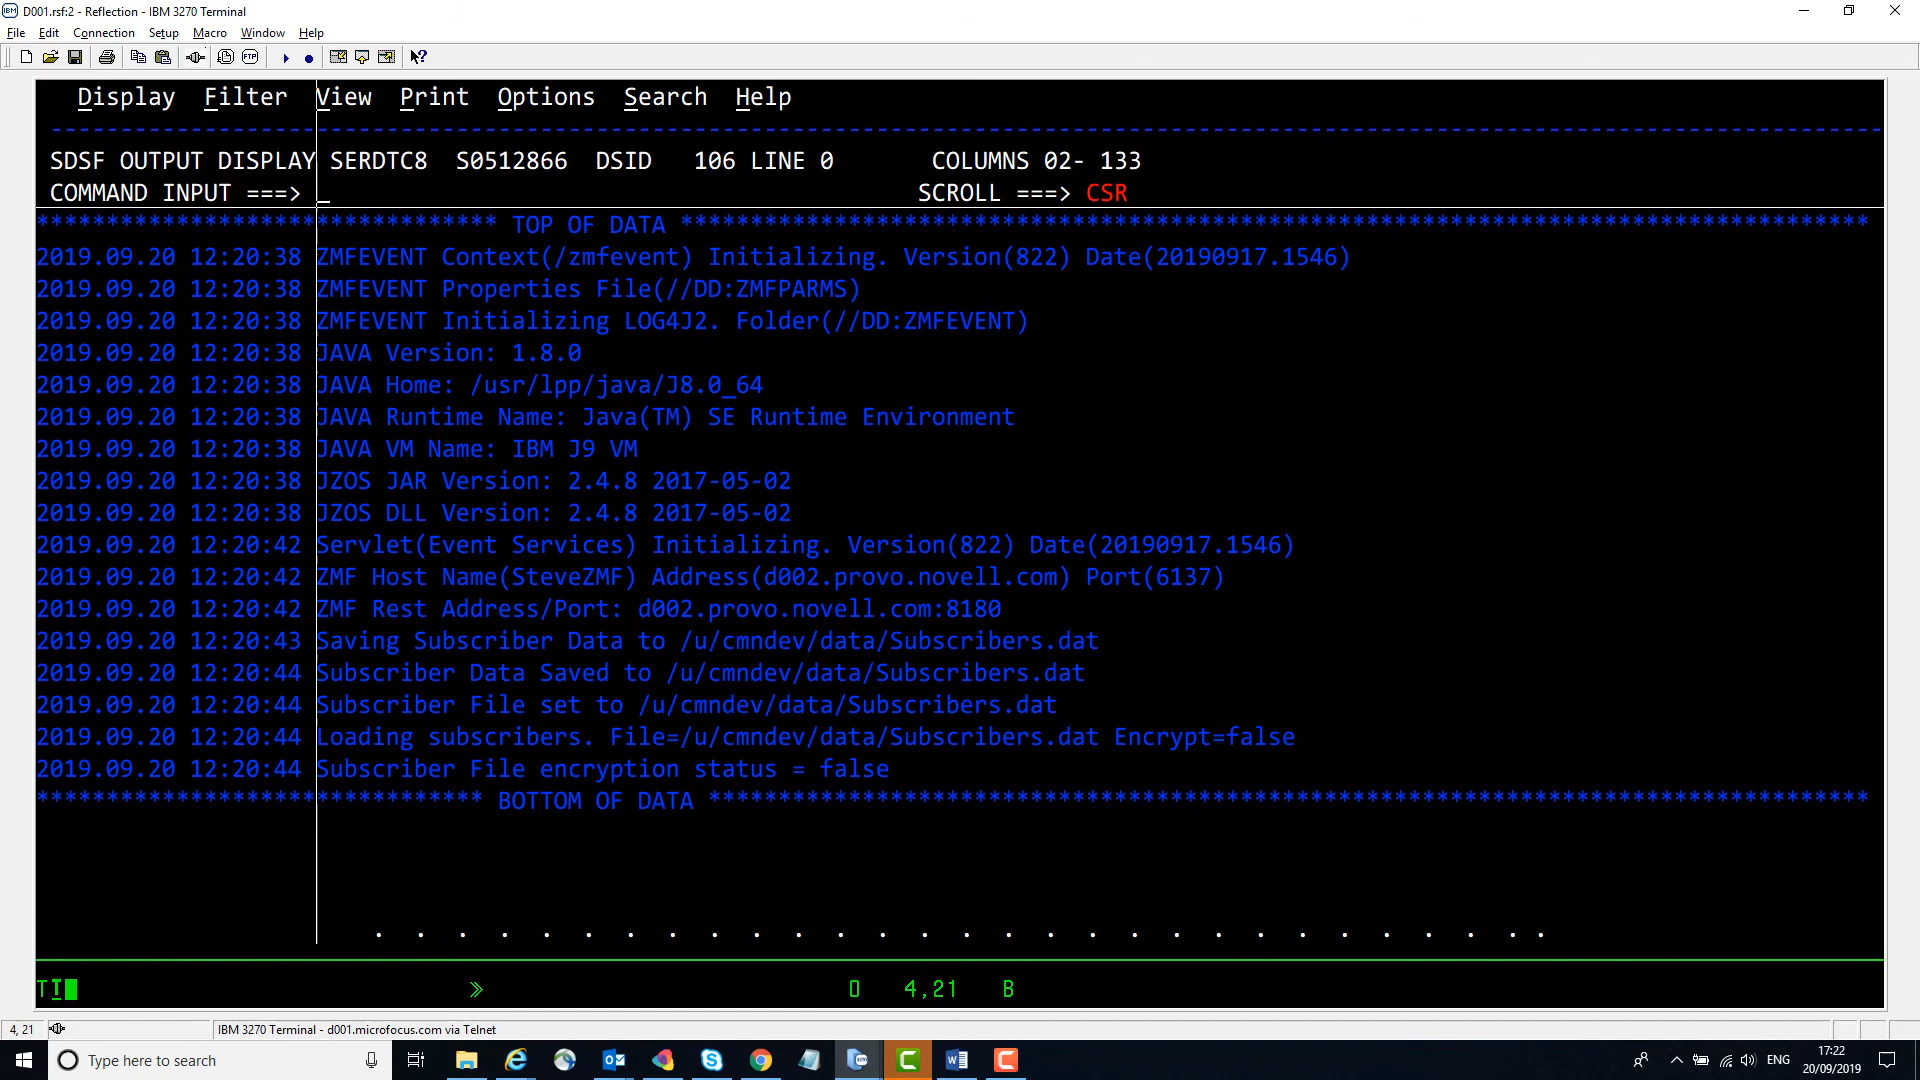 D001.rsf:2 - Reflection - IBM 3270 Terminal
File Edit Connection Setup Macro Window Help
Display Filter View Print Options Search Help
SDSF OUTPUT DISPLAY SERDTC8 S0512866 DSID 106 LINE 0 COLUMNS 02- 133
COMMAND INPUT ===> _ SCROLL ===> CSR
********************************* TOP OF DATA *************************************************************************************
2019.09.20 12:20:38 ZMFEVENT Context(/zmfevent) Initializing. Version(822) Date(20190917.1546)
2019.09.20 12:20:38 ZMFEVENT Properties File(//DD:ZMFPARMS)
2019.09.20 12:20:38 ZMFEVENT Initializing LOG4J2. Folder(//DD:ZMFEVENT)
2019.09.20 12:20:38 JAVA Version: 1.8.0
2019.09.20 12:20:38 JAVA Home: /usr/lpp/java/J8.0_64
2019.09.20 12:20:38 JAVA Runtime Name: Java(TM) SE Runtime Environment
2019.09.20 12:20:38 JAVA VM Name: IBM J9 VM
2019.09.20 12:20:38 JZOS JAR Version: 2.4.8 2017-05-02
2019.09.20 12:20:38 JZOS DLL Version: 2.4.8 2017-05-02
2019.09.20 12:20:42 Servlet(Event Services) Initializing. Version(822) Date(20190917.1546)
2019.09.20 12:20:42 ZMF Host Name(SteveZMF) Address(d002.provo.novell.com) Port(6137)
2019.09.20 12:20:42 ZMF Rest Address/Port: d002.provo.novell.com:8180
2019.09.20 12:20:43 Saving Subscriber Data to /u/cmndev/data/Subscribers.dat
2019.09.20 12:20:44 Subscriber Data Saved to /u/cmndev/data/Subscribers.dat
2019.09.20 12:20:44 Subscriber File set to /u/cmndev/data/Subscribers.dat
2019.09.20 12:20:44 Loading subscribers. File=/u/cmndev/data/Subscribers.dat Encrypt=false
2019.09.20 12:20:44 Subscriber File encryption status = false
******************************** BOTTOM OF DATA ***********************************************************************************
O 4,21 B
4, 21 IBM 3270 Terminal - d001.microfocus.com via Telnet
Type here to search
ENG
17:22
20/09/2019